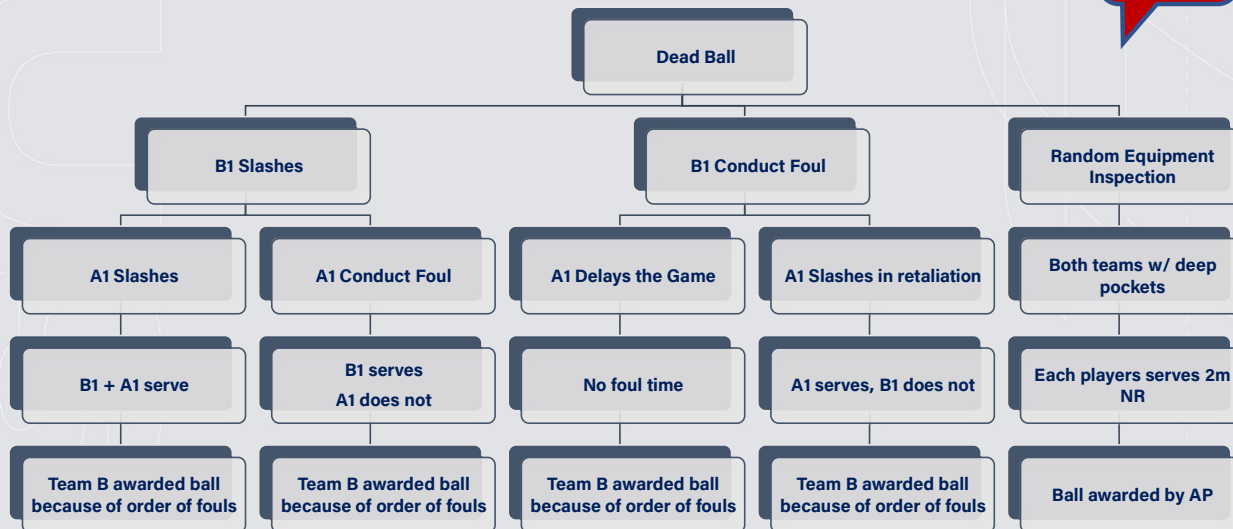 Dead Ball
B1 Slashes
B1 Conduct Foul
Random Equipment
Inspection
A1 Slashes
A1 Conduct Foul
A1 Delays the Game
A1 Slashes in retaliation
Both teams w/ deep
pockets
B1 + A1 serve
B1 serves
A1 does not
No foul time
A1 serves, B1 does not
Each players serves 2m
NR
Team B awarded ball
because of order of fouls
Team B awarded ball
because of order of fouls
Team B awarded ball
because of order of fouls
Team B awarded ball
because of order of fouls
Ball awarded by AP